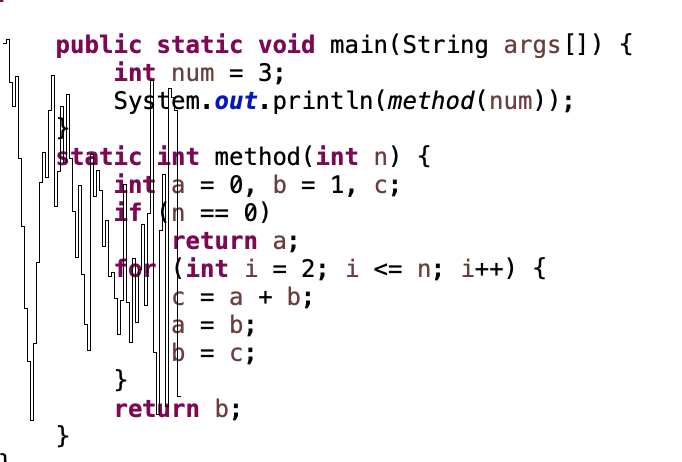 public static void main(String args[]) {
int num = 3;
System.out.println(method(num));
}
static int method(int n) {
int a = 0, b = 1, c;
if (n == 0)
return a;
for (int i = 2; i <= n; i++) {
c = a + b;
a = b;
b = c;
}
return b;
}
}